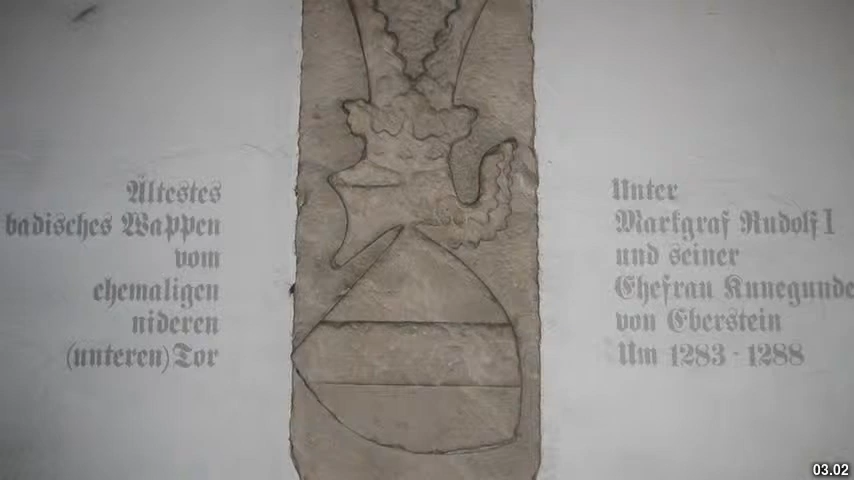 Ältestes
badisches Wappen
vom
ehemaligen
nideren
(unteren) Tor
Unter
Markgraf Rudolf I
und seiner
Ehefrau Kunegunde
von Eberstein
Um 1283 - 1288
03.02